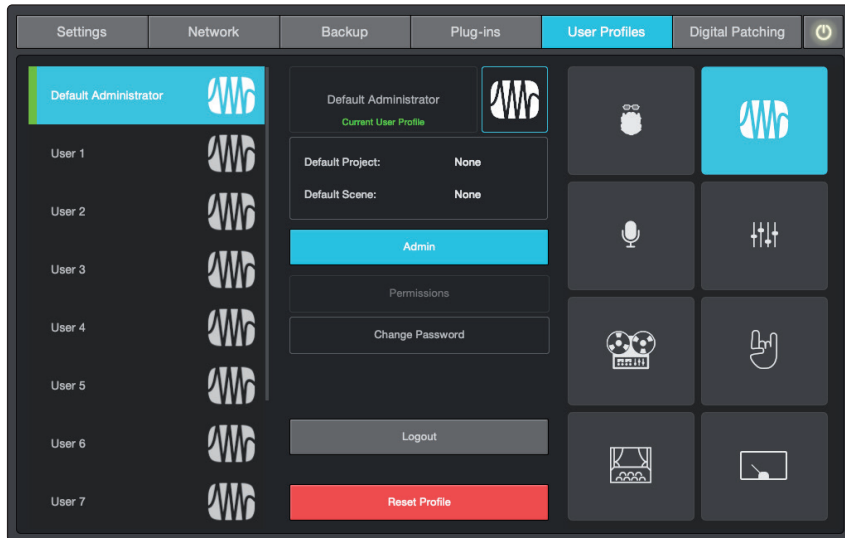 Settings
Network
Backup
Plug-ins
User Profiles
Digital Patching
Default Administrator
User 1
User 2
User 3
User 4
User 5
User 6
User 7
Default Administrator
Current User Profile
Default Project: None
Default Scene: None
Admin
Permissions
Change Password
Logout
Reset Profile